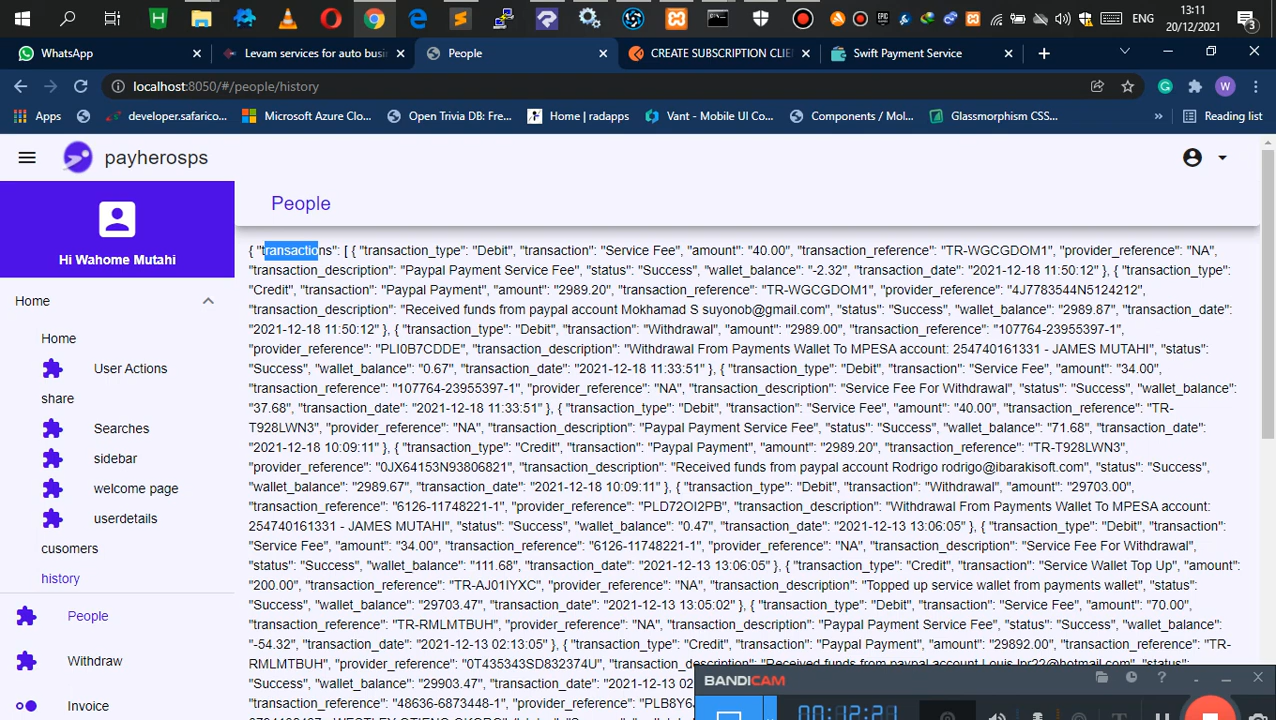 13:11
ENG
20/12/2021
3
WhatsApp
Levam services for auto busi
People
CREATE SUBSCRIPTION CLIE
Swift Payment Service
localhost:8050/#/people/history
W
Apps
developer.safarico...
Microsoft Azure Clou...
Open Trivia DB: Fre...
Home | radapps
Vant - Mobile UI Co...
Components / Mol...
Glassmorphism CSS...
»
Reading list
payherosps
People
Hi Wahome Mutahi
Home
Home
User Actions
share
Searches
sidebar
welcome page
userdetails
cusomers
history
People
Withdraw
Invoice
{ "transactions": [ { "transaction_type": "Debit", "transaction": "Service Fee", "amount": "40.00", "transaction_reference": "TR-WGCGDOM1", "provider_reference": "NA",
"transaction_description": "Paypal Payment Service Fee", "status": "Success", "wallet_balance": "-2.32", "transaction_date": "2021-12-18 11:50:12" }, { "transaction_type":
"Credit", "transaction": "Paypal Payment", "amount": "2989.20", "transaction_reference": "TR-WGCGDOM1", "provider_reference": "4J7783544N5124212",
"transaction_description": "Received funds from paypal account Mokhamad S suyonob@gmail.com", "status": "Success", "wallet_balance": "2989.87", "transaction_date":
"2021-12-18 11:50:12" }, { "transaction_type": "Debit", "transaction": "Withdrawal", "amount": "2989.00", "transaction_reference": "107764-23955397-1",
"provider_reference": "PLI0B7CDDE", "transaction_description": "Withdrawal From Payments Wallet To MPESA account: 254740161331 - JAMES MUTAHI", "status":
"Success", "wallet_balance": "0.67", "transaction_date": "2021-12-18 11:33:51" }, { "transaction_type": "Debit", "transaction": "Service Fee", "amount": "34.00",
"transaction_reference": "107764-23955397-1", "provider_reference": "NA", "transaction_description": "Service Fee For Withdrawal", "status": "Success", "wallet_balance":
"37.68", "transaction_date": "2021-12-18 11:33:51" }, { "transaction_type": "Debit", "transaction": "Service Fee", "amount": "40.00", "transaction_reference": "TR-
T928LWN3", "provider_reference": "NA", "transaction_description": "Paypal Payment Service Fee", "status": "Success", "wallet_balance": "71.68", "transaction_date":
"2021-12-18 10:09:11" }, { "transaction_type": "Credit", "transaction": "Paypal Payment", "amount": "2989.20", "transaction_reference": "TR-T928LWN3",
"provider_reference": "0JX64153N93806821", "transaction_description": "Received funds from paypal account Rodrigo rodrigo@ibarakisoft.com", "status": "Success",
"wallet_balance": "2989.67", "transaction_date": "2021-12-18 10:09:11" }, { "transaction_type": "Debit", "transaction": "Withdrawal", "amount": "29703.00",
"transaction_reference": "6126-11748221-1", "provider_reference": "PLD72OI2PB", "transaction_description": "Withdrawal From Payments Wallet To MPESA account:
254740161331 - JAMES MUTAHI", "status": "Success", "wallet_balance": "0.47", "transaction_date": "2021-12-13 13:06:05" }, { "transaction_type": "Debit", "transaction":
"Service Fee", "amount": "34.00", "transaction_reference": "6126-11748221-1", "provider_reference": "NA", "transaction_description": "Service Fee For Withdrawal",
"status": "Success", "wallet_balance": "111.68", "transaction_date": "2021-12-13 13:06:05" }, { "transaction_type": "Credit", "transaction": "Service Wallet Top Up", "amount":
"200.00", "transaction_reference": "TR-AJ01IYXC", "provider_reference": "NA", "transaction_description": "Topped up service wallet from payments wallet", "status":
"Success", "wallet_balance": "29703.47", "transaction_date": "2021-12-13 13:05:02" }, { "transaction_type": "Debit", "transaction": "Service Fee", "amount": "70.00",
"transaction_reference": "TR-RMLMTBUH", "provider_reference": "NA", "transaction_description": "Paypal Payment Service Fee", "status": "Success", "wallet_balance":
"-54.32", "transaction_date": "2021-12-13 02:13:05" }, { "transaction_type": "Credit", "transaction": "Paypal Payment", "amount": "29892.00", "transaction_reference": "TR-
RMLMTBUH", "provider_reference": "0T435343SD832374U", "transaction_description": "Received funds from paypal account Louis lpr22@hotmail.com", "status":
"Success", "wallet_balance": "29903.47", "transaction_date": "2021-12-13 02
"transaction_reference": "48636-6873448-1", "provider_reference": "PLB8Y6
BANDICAM
00:12:21